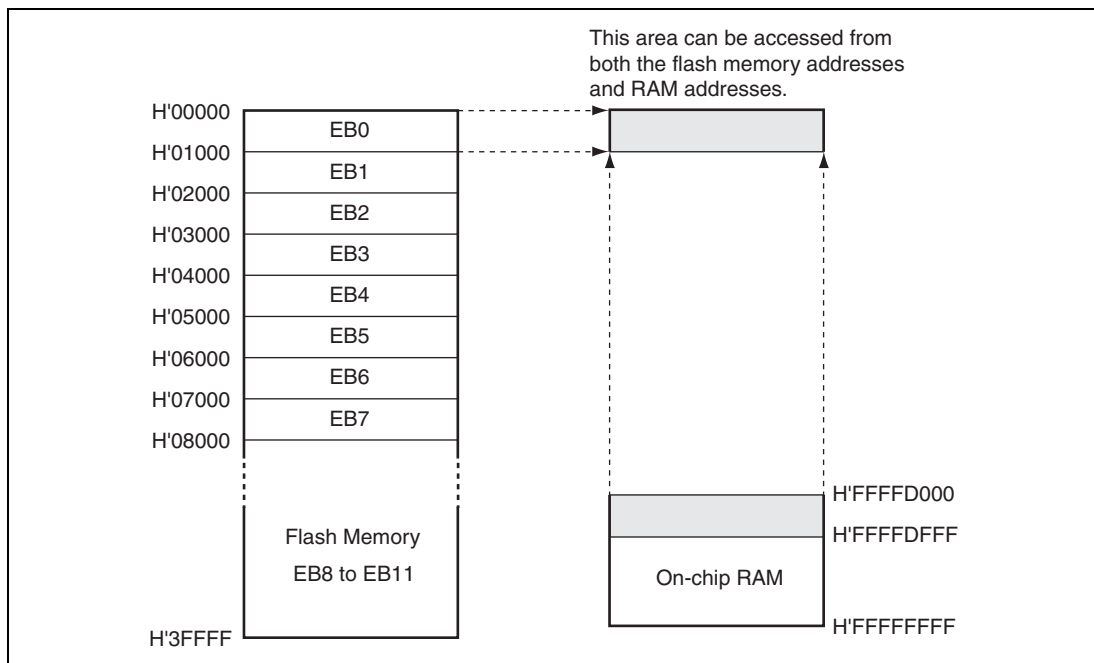 This area can be accessed from
both the flash memory addresses
and RAM addresses.
H'00000
EB0
H'01000
EB1
H'02000
EB2
H'03000
EB3
H'04000
EB4
H'05000
EB5
H'06000
EB6
H'07000
EB7
H'08000
Flash Memory
EB8 to EB11
H'3FFFF
H'FFFFD000
H'FFFFDFFF
On-chip RAM
H'FFFFFFFF